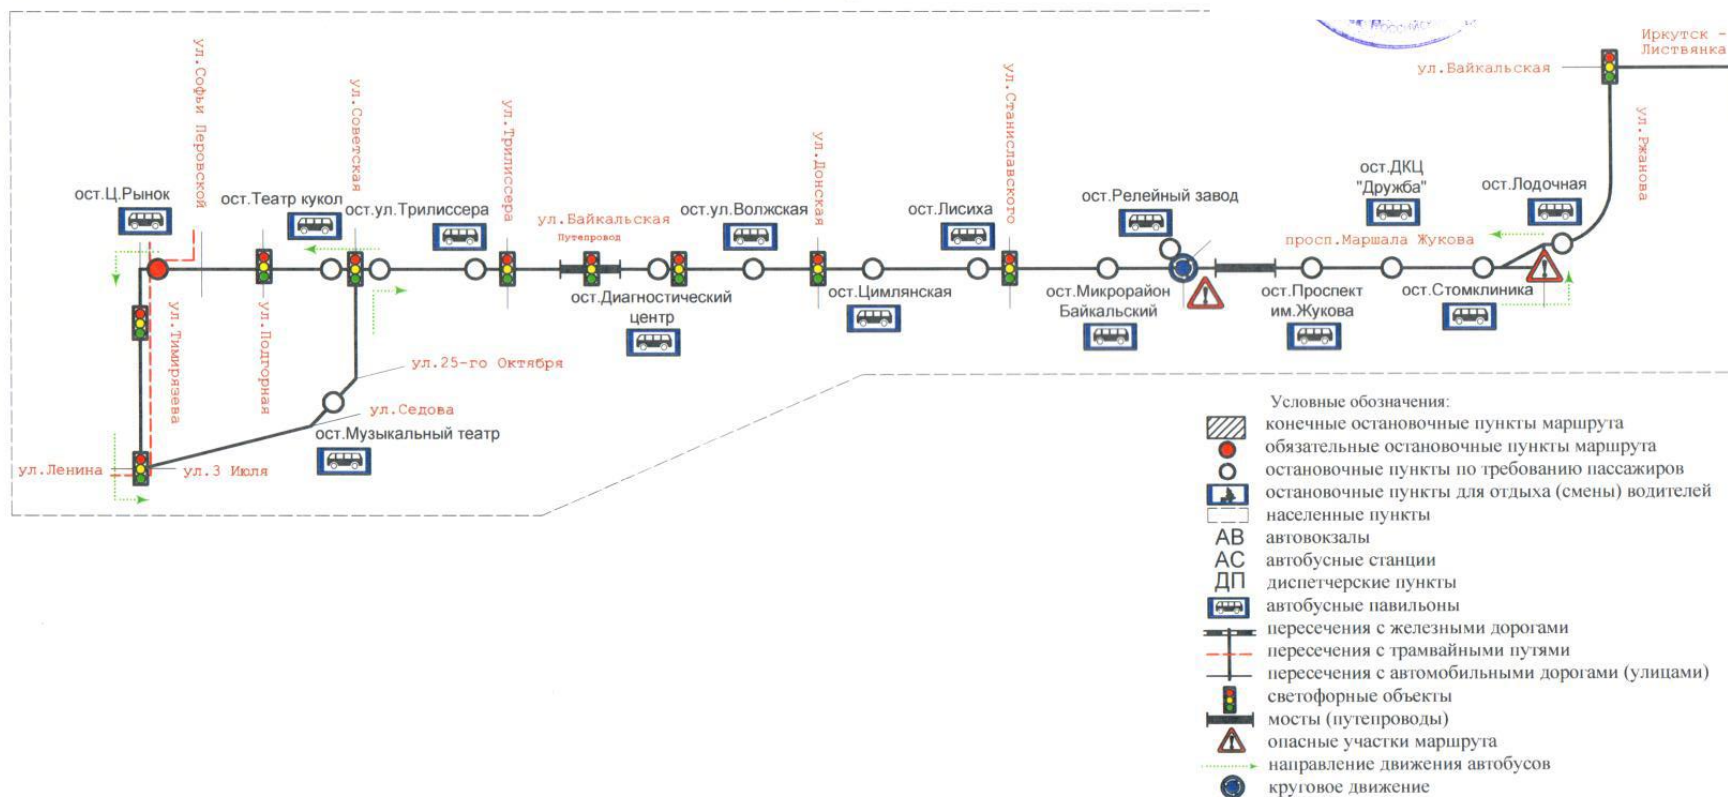 Иркутск -
Листвянка
ул.Байкальская
ул.Ржанова
ул.Софьи Перовской
ул.Советская
ул.Трилиссера
ул.Станиславского
ул.Донская
ост.Ц.Рынок
ост.Театр кукол
ост.ул.Трилиссера
ул.Байкальская
Путепровод
ост.ул.Волжская
ост.Лисиха
ост.Релейный завод
ост.ДКЦ
"Дружба"
ост.Лодочная
просп.Маршала Жукова
ул.Тимирязева
ул.Подгорная
ост.Диагностический
центр
ост.Цимлянская
ост.Микрорайон
Байкальский
ост.Проспект
им.Жукова
ост.Стомклиника
ул.25-го Октября
ул.Седова
ост.Музыкальный театр
ул.Ленина
ул.3 Июля
Условные обозначения:
конечные остановочные пункты маршрута
обязательные остановочные пункты маршрута
остановочные пункты по требованию пассажиров
остановочные пункты для отдыха (смены) водителей
населенные пункты
АВ автовокзалы
АС автобусные станции
ДП диспетчерские пункты
автобусные павильоны
пересечения с железными дорогами
пересечения с трамвайными путями
пересечения с автомобильными дорогами (улицами)
светофорные объекты
мосты (путепроводы)
опасные участки маршрута
направление движения автобусов
круговое движение